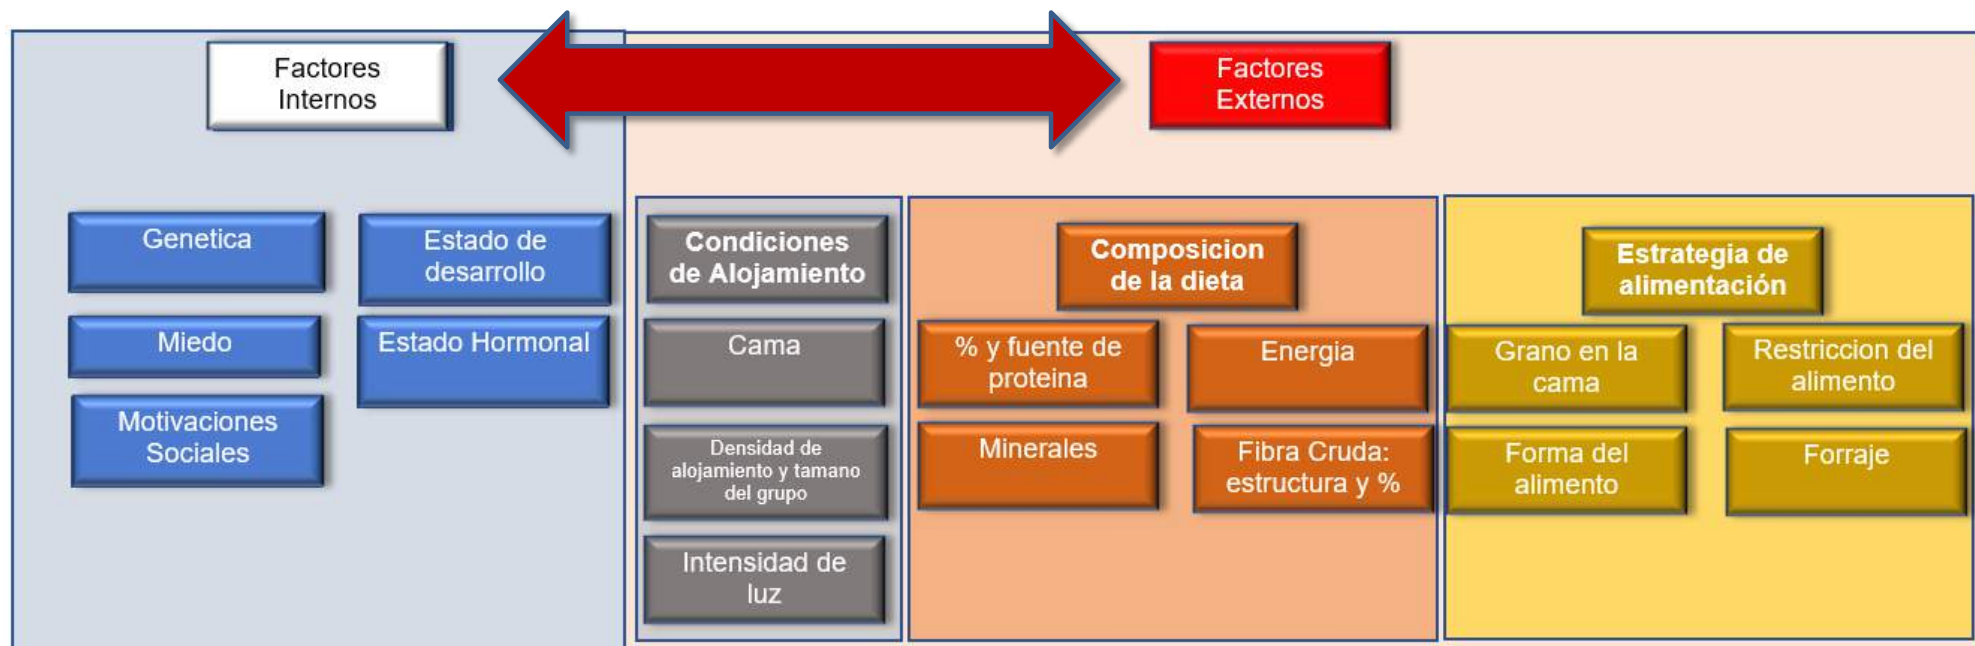 Factores
Internos
Factores
Externos
Genetica
Estado de
desarrollo
Miedo
Estado Hormonal
Motivaciones
Sociales
Condiciones
de Alojamiento
Cama
Densidad de
alojamiento y tamano
del grupo
Intensidad de
luz
Composicion
de la dieta
% y fuente de
proteina
Energia
Minerales
Fibra Cruda:
estructura y %
Estrategia de
alimentación
Grano en la
cama
Restriccion del
alimento
Forma del
alimento
Forraje